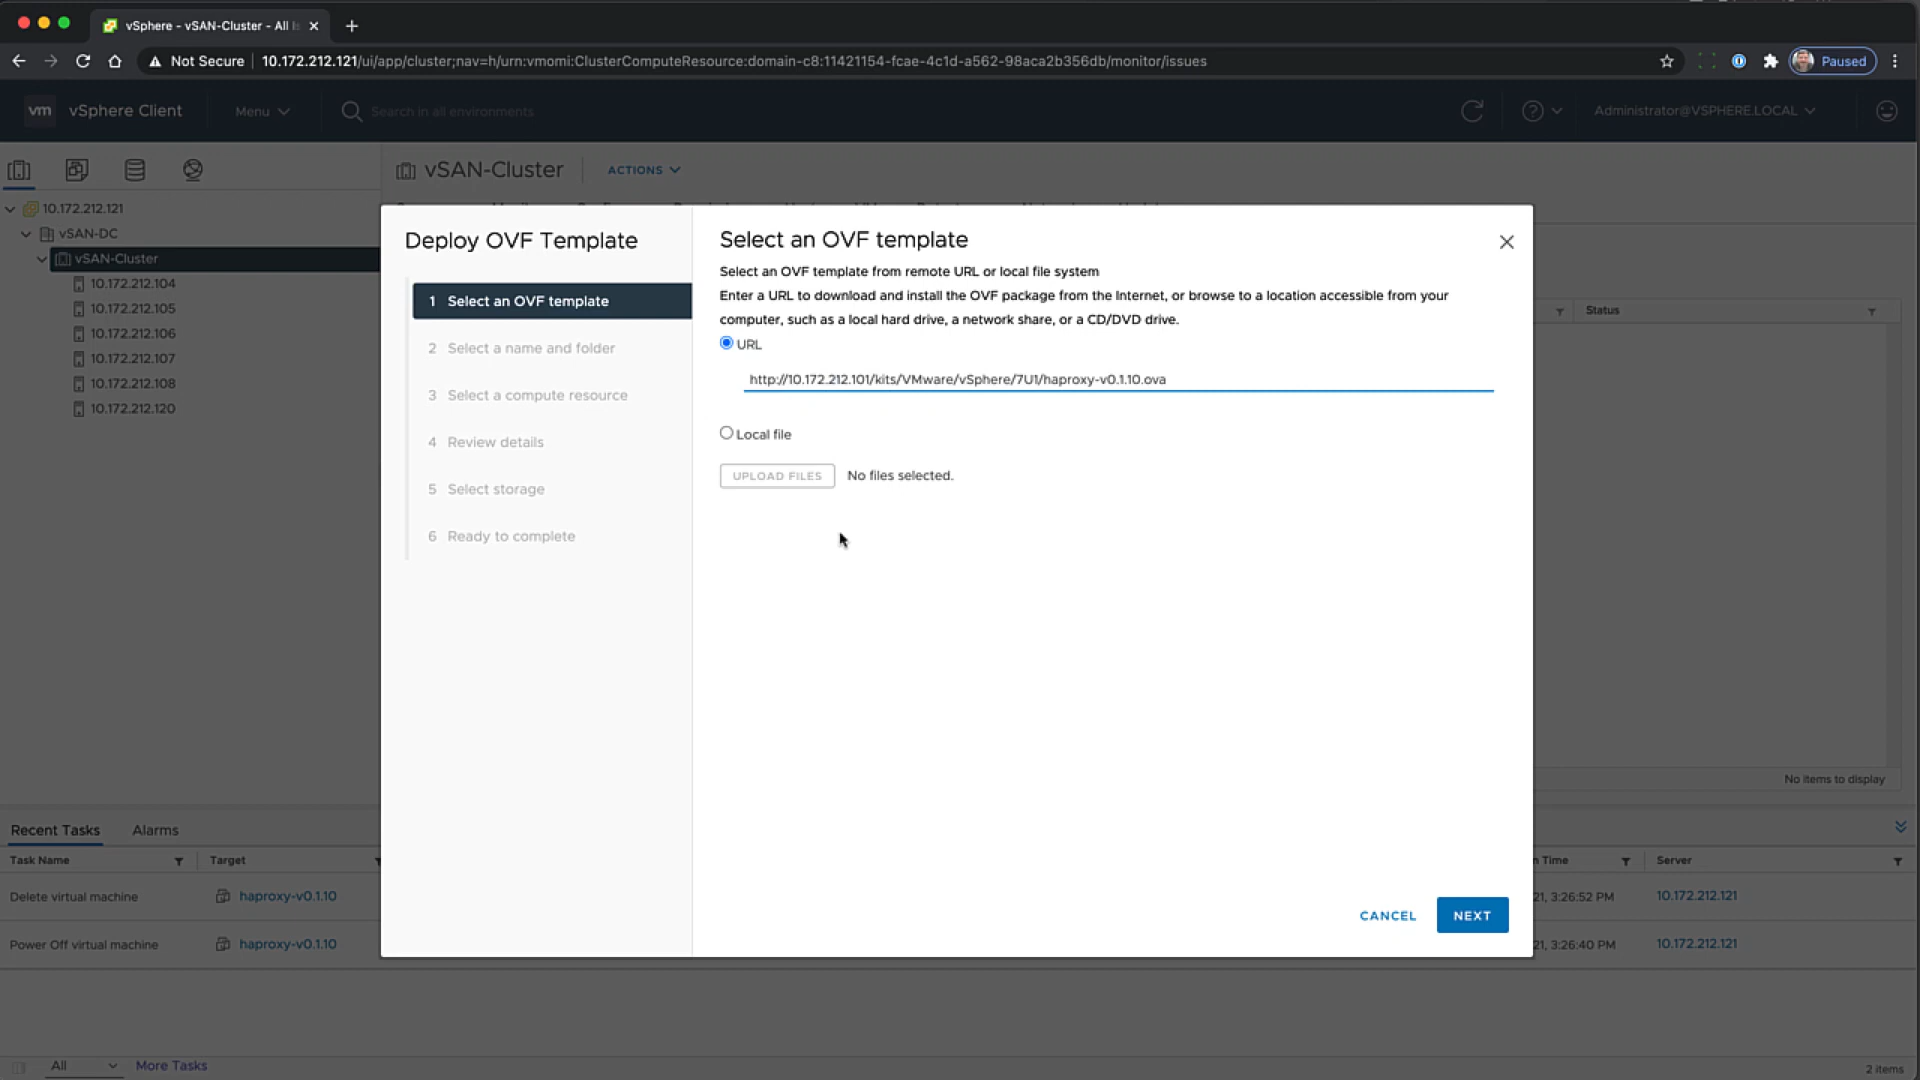 vSphere - vSAN-Cluster - All
Not Secure
10.172.212.121/ui/app/cluster;nav=h/urn:vmomi:ClusterComputeResource:domain-c8:11421154-fcae-4c1d-a562-98aca2b356db/monitor/issues
Paused
vm
vSphere Client
Menu
Search in all environments
Administrator@VSPHERE.LOCAL
vSAN-Cluster
ACTIONS
10.172.212.121
vSAN-DC
vSAN-Cluster
10.172.212.104
10.172.212.105
10.172.212.106
10.172.212.107
10.172.212.108
10.172.212.120
Deploy OVF Template
1 Select an OVF template
2 Select a name and folder
3 Select a compute resource
4 Review details
5 Select storage
6 Ready to complete
Select an OVF template
Select an OVF template from remote URL or local file system
Enter a URL to download and install the OVF package from the Internet, or browse to a location accessible from your
computer, such as a local hard drive, a network share, or a CD/DVD drive.
URL
http://10.172.212.101/kits/VMware/vSphere/7U1/haproxy-v0.1.10.ova
Local file
UPLOAD FILES
No files selected.
CANCEL
NEXT
Status
No items to display
Recent Tasks
Alarms
Task Name
Target
n Time
Server
Delete virtual machine
haproxy-v0.1.10
21, 3:26:52 PM
10.172.212.121
Power Off virtual machine
haproxy-v0.1.10
21, 3:26:40 PM
10.172.212.121
All
More Tasks
2 items